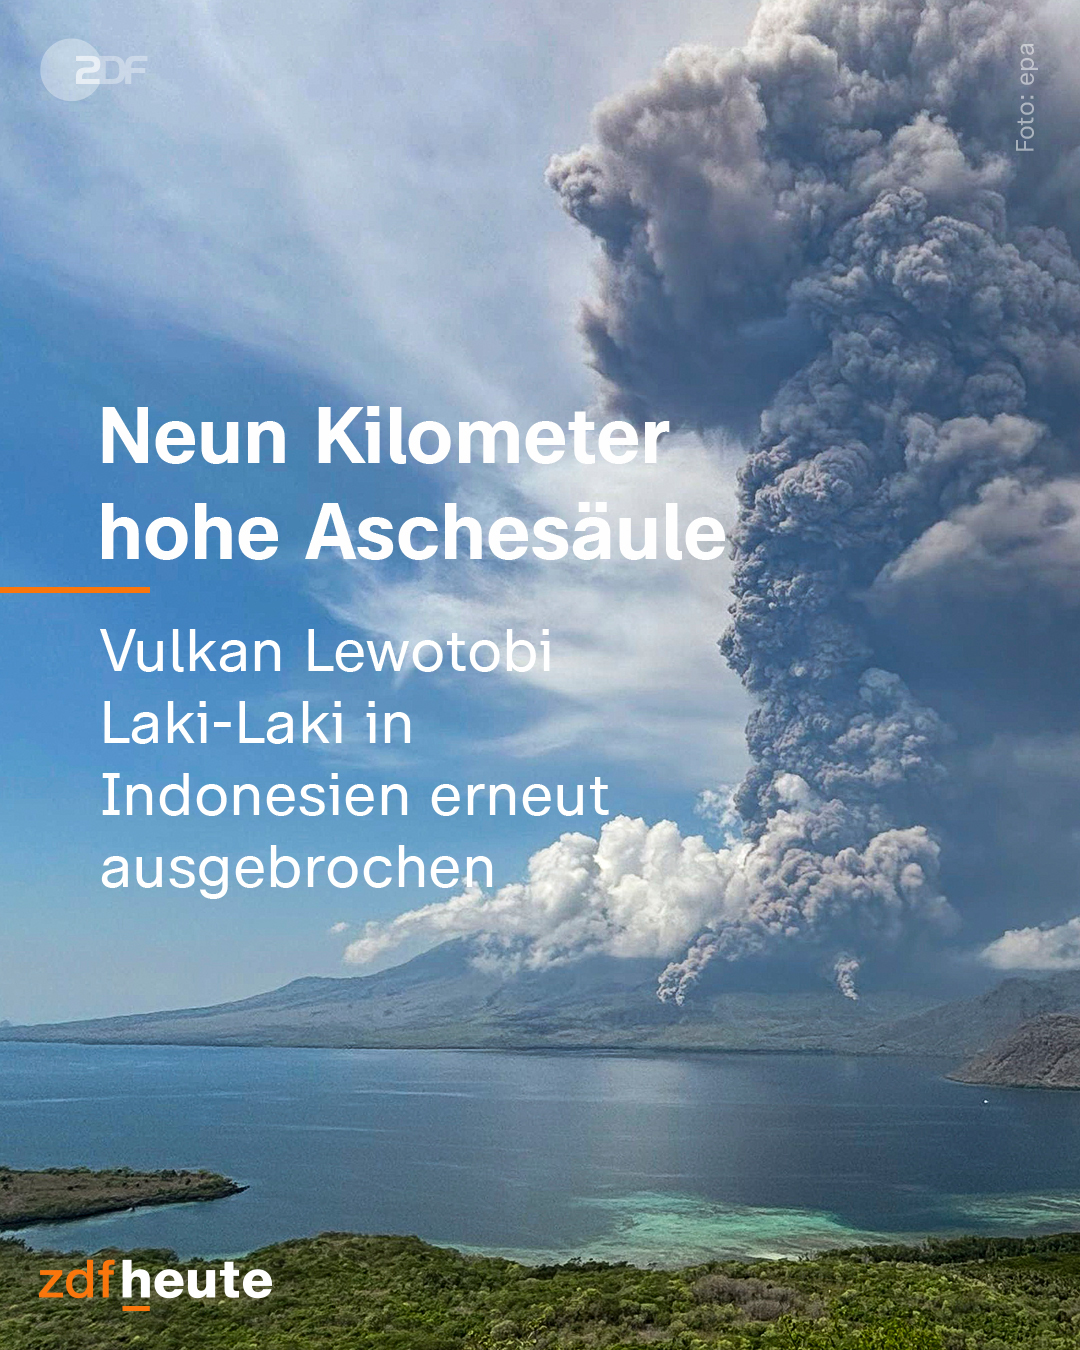 ZDF
Foto: epa
Neun Kilometer
hohe Aschesäule
Vulkan Lewotobi
Laki-Laki in
Indonesien erneut
ausgebrochen
zdfheute